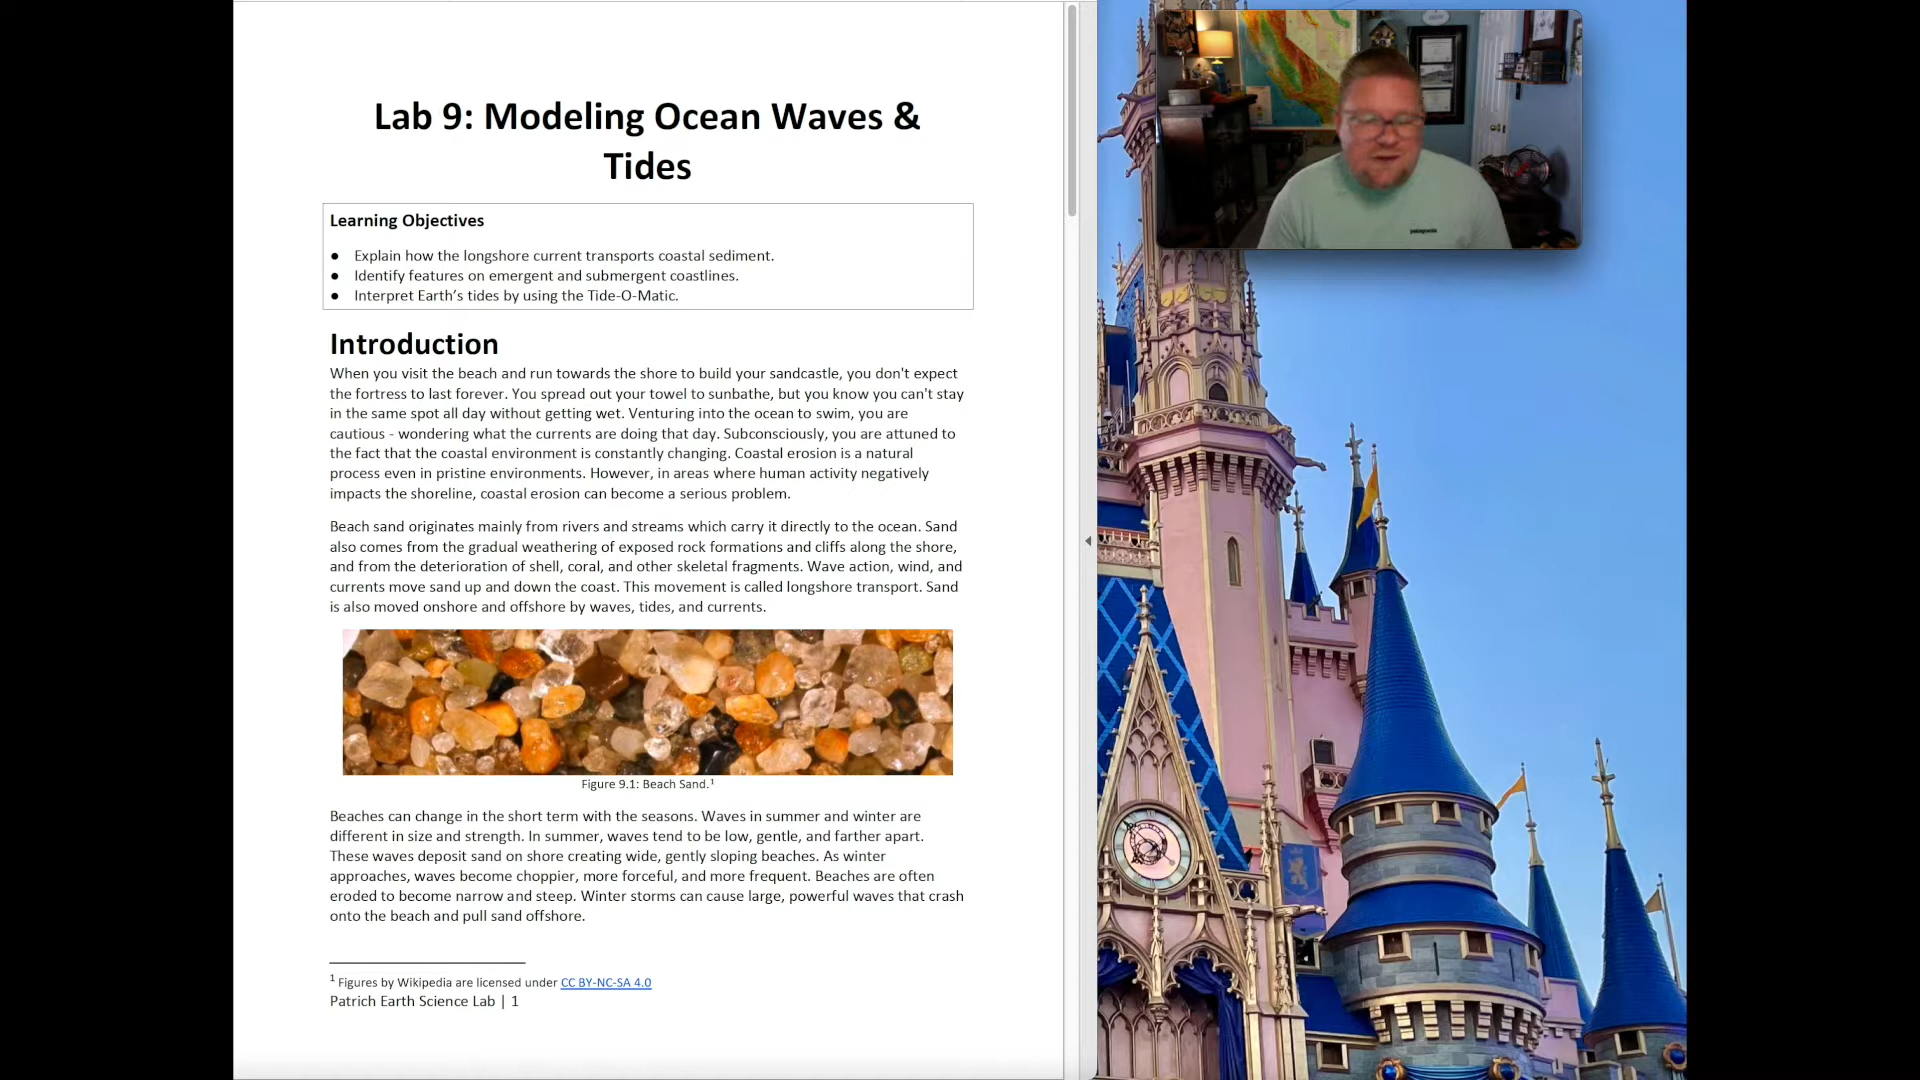 Lab 9: Modeling Ocean Waves &
Tides
Learning Objectives
● Explain how the longshore current transports coastal sediment.
● Identify features on emergent and submergent coastlines.
● Interpret Earth’s tides by using the Tide-O-Matic.
Introduction
When you visit the beach and run towards the shore to build your sandcastle, you don't expect
the fortress to last forever. You spread out your towel to sunbathe, but you know you can't stay
in the same spot all day without getting wet. Venturing into the ocean to swim, you are
cautious - wondering what the currents are doing that day. Subconsciously, you are attuned to
the fact that the coastal environment is constantly changing. Coastal erosion is a natural
process even in pristine environments. However, in areas where human activity negatively
impacts the shoreline, coastal erosion can become a serious problem.
Beach sand originates mainly from rivers and streams which carry it directly to the ocean. Sand
also comes from the gradual weathering of exposed rock formations and cliffs along the shore,
and from the deterioration of shell, coral, and other skeletal fragments. Wave action, wind, and
currents move sand up and down the coast. This movement is called longshore transport. Sand
is also moved onshore and offshore by waves, tides, and currents.
Figure 9.1: Beach Sand.¹
Beaches can change in the short term with the seasons. Waves in summer and winter are
different in size and strength. In summer, waves tend to be low, gentle, and farther apart.
These waves deposit sand on shore creating wide, gently sloping beaches. As winter
approaches, waves become choppier, more forceful, and more frequent. Beaches are often
eroded to become narrow and steep. Winter storms can cause large, powerful waves that crash
onto the beach and pull sand offshore.
¹ Figures by Wikipedia are licensed under CC BY-NC-SA 4.0
Patrich Earth Science Lab | 1
patagonia